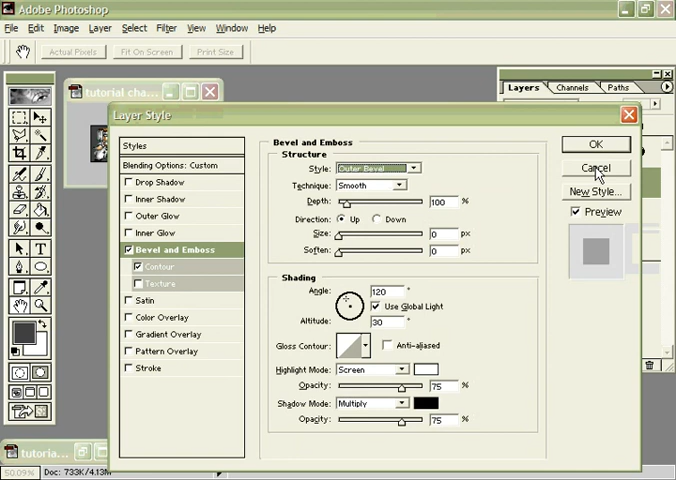 Adobe Photoshop
File Edit Image Layer Select Filter View Window Help
Actual Pixels Fit On Screen Print Size
tutorial cha...
Layers Channels Paths
Layer Style
Styles
Blending Options: Custom
Drop Shadow
Inner Shadow
Outer Glow
Inner Glow
Bevel and Emboss
Contour
Texture
Satin
Color Overlay
Gradient Overlay
Pattern Overlay
Stroke
Bevel and Emboss
Structure
Style: Outer Bevel
Technique: Smooth
Depth: 100 %
Direction: Up Down
Size: 0 px
Soften: 0 px
Shading
Angle: 120 °
Use Global Light
Altitude: 30 °
Gloss Contour: Anti-aliased
Highlight Mode: Screen
Opacity: 75 %
Shadow Mode: Multiply
Opacity: 75 %
OK
Cancel
New Style...
Preview
tutoria...
50.09% Doc: 733K/4.13M